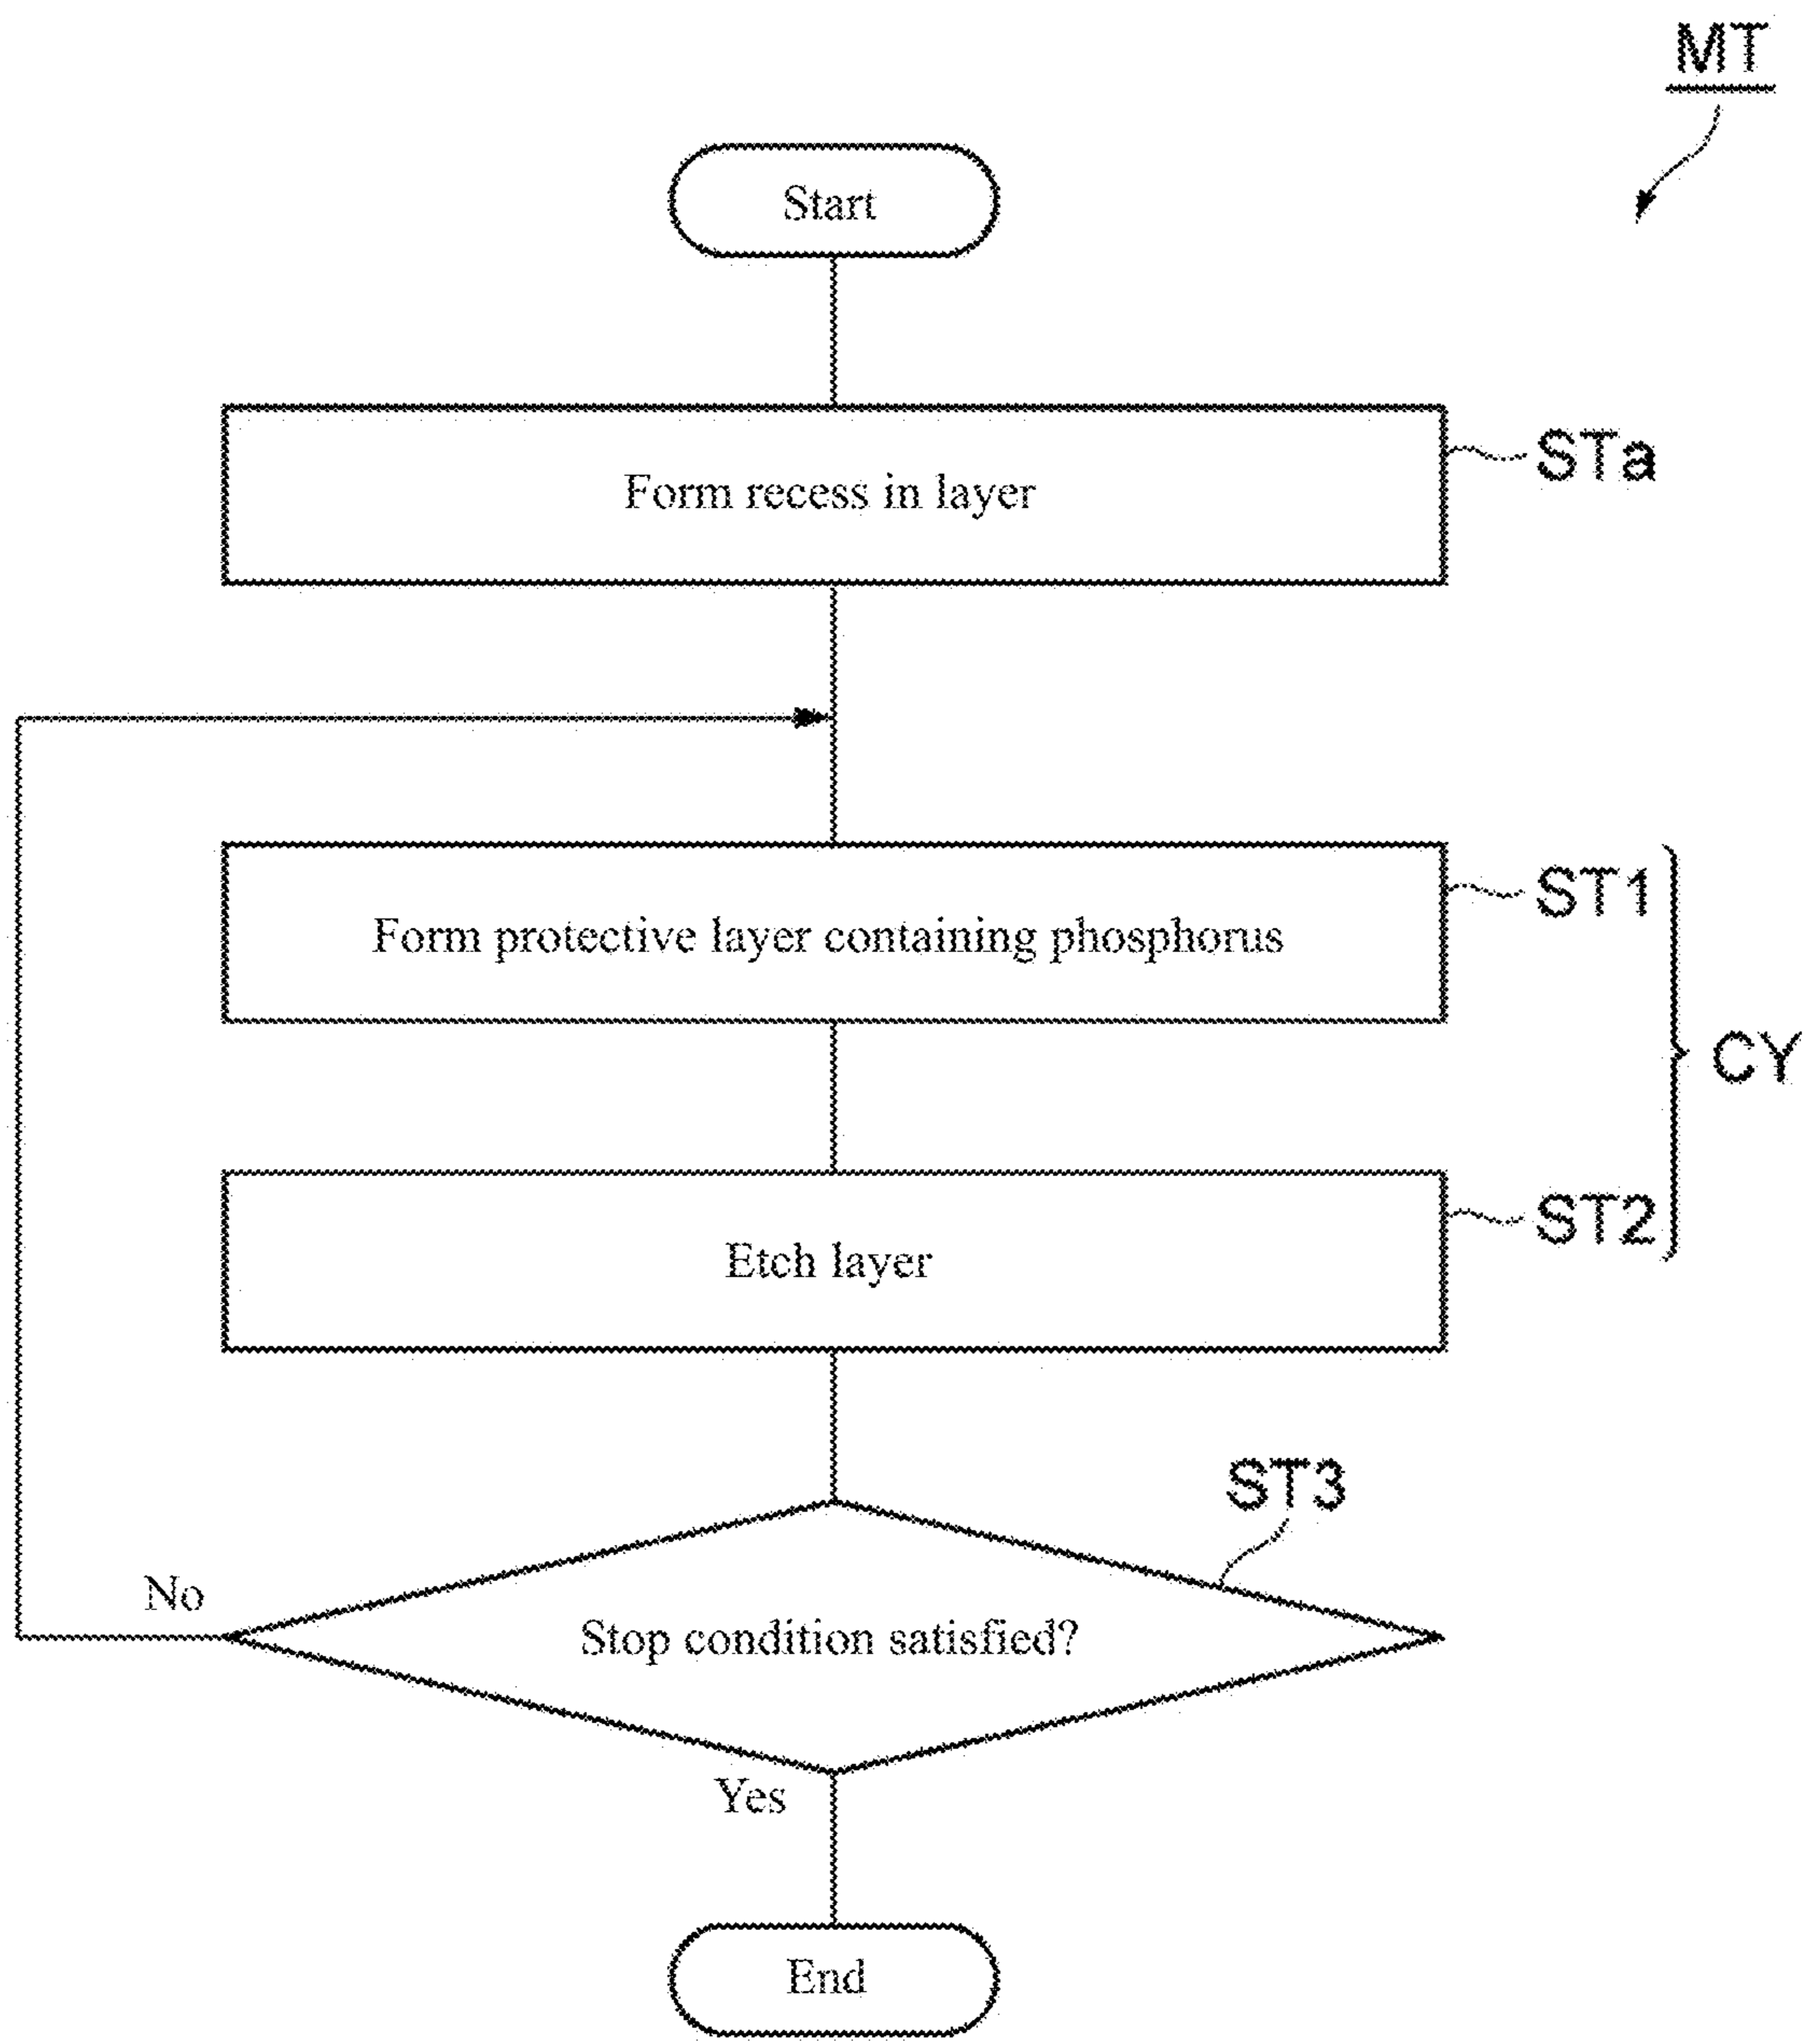 MT
Start
Form recess in layer
STa
Form protective layer containing phosphorus
ST1
CY
Etch layer
ST2
ST3
No
Stop condition satisfied?
Yes
End